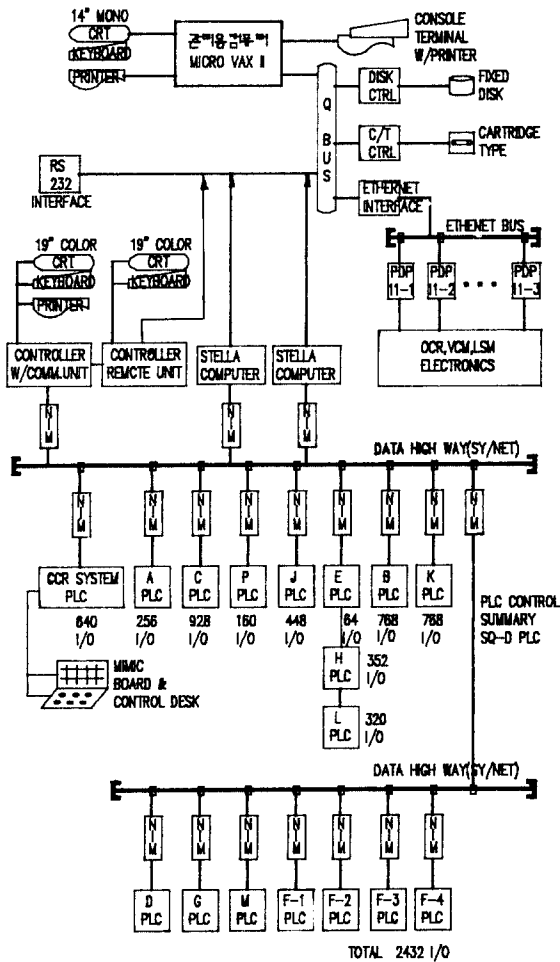 14" MONO
CRT
KEYBOARD
PRINTER
MICRO VAX II
CONSOLE
TERMINAL
W/PRINTER
Q
BUS
DISK
CTRL
FIXED
DISK
C/T
CTRL
CARTRIDGE
TYPE
RS
232
INTERFACE
ETHERNET
INTERFACE
ETHENET BUS
PDP
11-1
PDP
11-2
PDP
11-3
OCR,VCM,LSM
ELECTRONICS
19" COLOR
CRT
KEYBOARD
PRINTER
19" COLOR
CRT
KEYBOARD
CONTROLLER
W/COMM.UNIT
CONTROLLER
REMOTE UNIT
STELLA
COMPUTER
STELLA
COMPUTER
NIM
NIM
NIM
DATA HIGH WAY(SY/NET)
NIM
NIM
NIM
NIM
NIM
NIM
NIM
NIM
NIM
CCR SYSTEM
PLC
640
I/O
A
PLC
256
I/O
C
PLC
928
I/O
P
PLC
160
I/O
J
PLC
448
I/O
E
PLC
64
I/O
B
PLC
768
I/O
K
PLC
768
I/O
PLC CONTROL
SUMMARY
SQ-D PLC
H
PLC
352
I/O
L
PLC
320
I/O
MIMIC
BOARD &
CONTROL DESK
DATA HIGH WAY(SY/NET)
NIM
NIM
NIM
NIM
NIM
NIM
NIM
D
PLC
G
PLC
M
PLC
F-1
PLC
F-2
PLC
F-3
PLC
F-4
PLC
TOTAL 2432 I/O